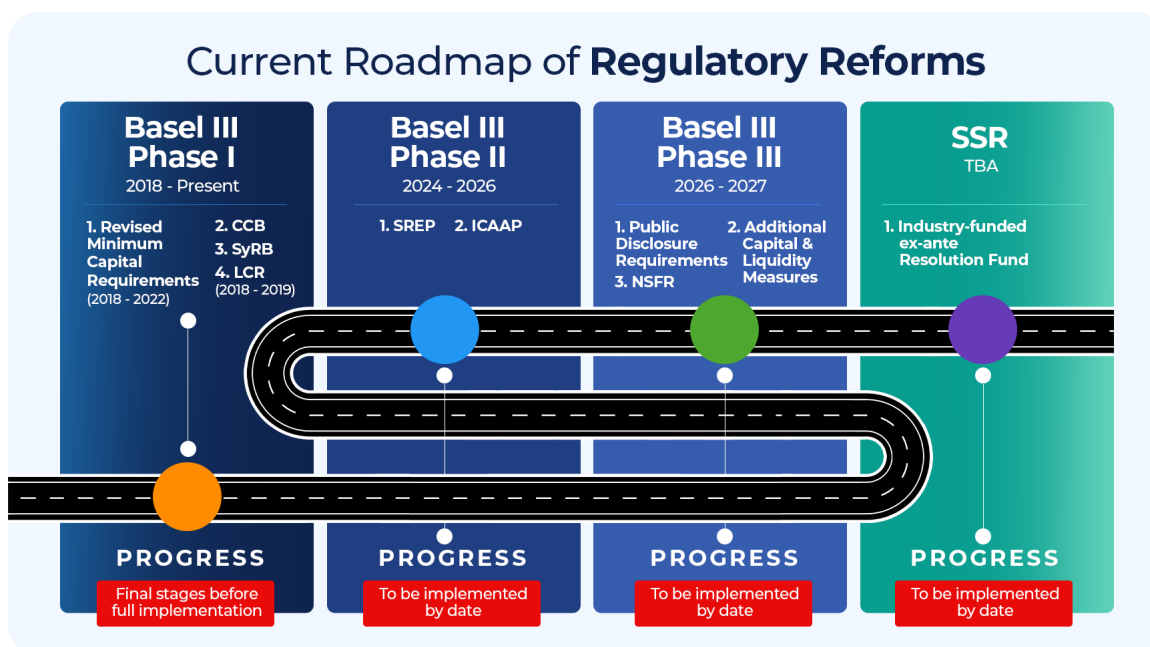 Current Roadmap of Regulatory Reforms
Basel III
Phase I
2018 - Present
1. Revised
Minimum
Capital
Requirements
(2018 - 2022)
2. CCB
3. SyRB
4. LCR
(2018 - 2019)
PROGRESS
Final stages before
full implementation
Basel III
Phase II
2024 - 2026
1. SREP 2. ICAAP
PROGRESS
To be implemented
by date
Basel III
Phase III
2026 - 2027
1. Public
Disclosure
Requirements
3. NSFR
2. Additional
Capital &
Liquidity
Measures
PROGRESS
To be implemented
by date
SSR
TBA
1. Industry-funded
ex-ante
Resolution Fund
PROGRESS
To be implemented
by date